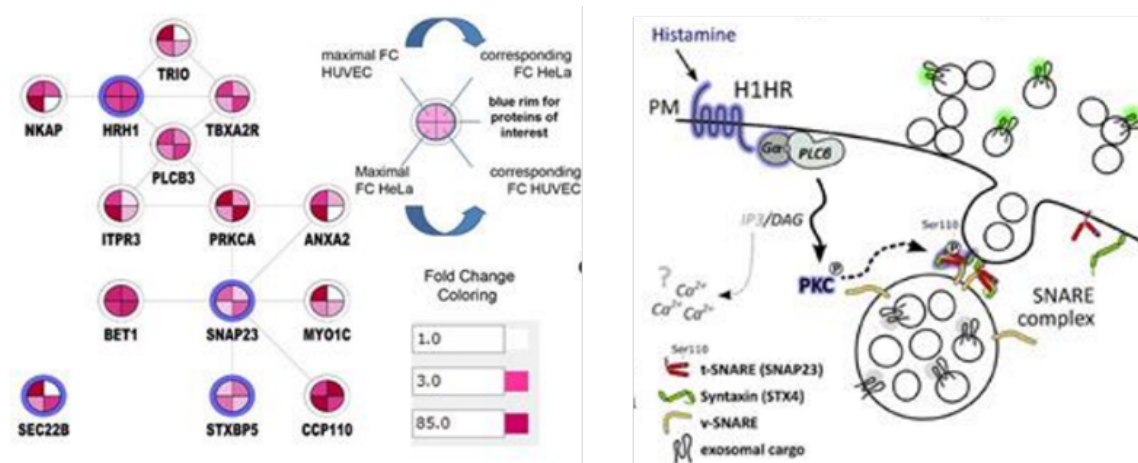 TRIO
NKAP
HRH1
TBXA2R
PLCB3
ITPR3
PRKCA
ANXA2
BET1
SNAP23
MYO1C
SEC22B
STXBP5
CCP110
maximal FC
HUVEC
corresponding
FC HeLa
blue rim for
proteins of
interest
Maximal
FC HeLa
corresponding
FC HUVEC
Fold Change
Coloring
1.0
3.0
85.0
Histamine
PM
H1HR
Gα
PLCß
IP3/DAG
Ser110
P
PKC
P
?
Ca²⁺
Ca²⁺ Ca²⁺
SNARE
complex
Ser110
t-SNARE (SNAP23)
Syntaxin (STX4)
v-SNARE
exosomal cargo